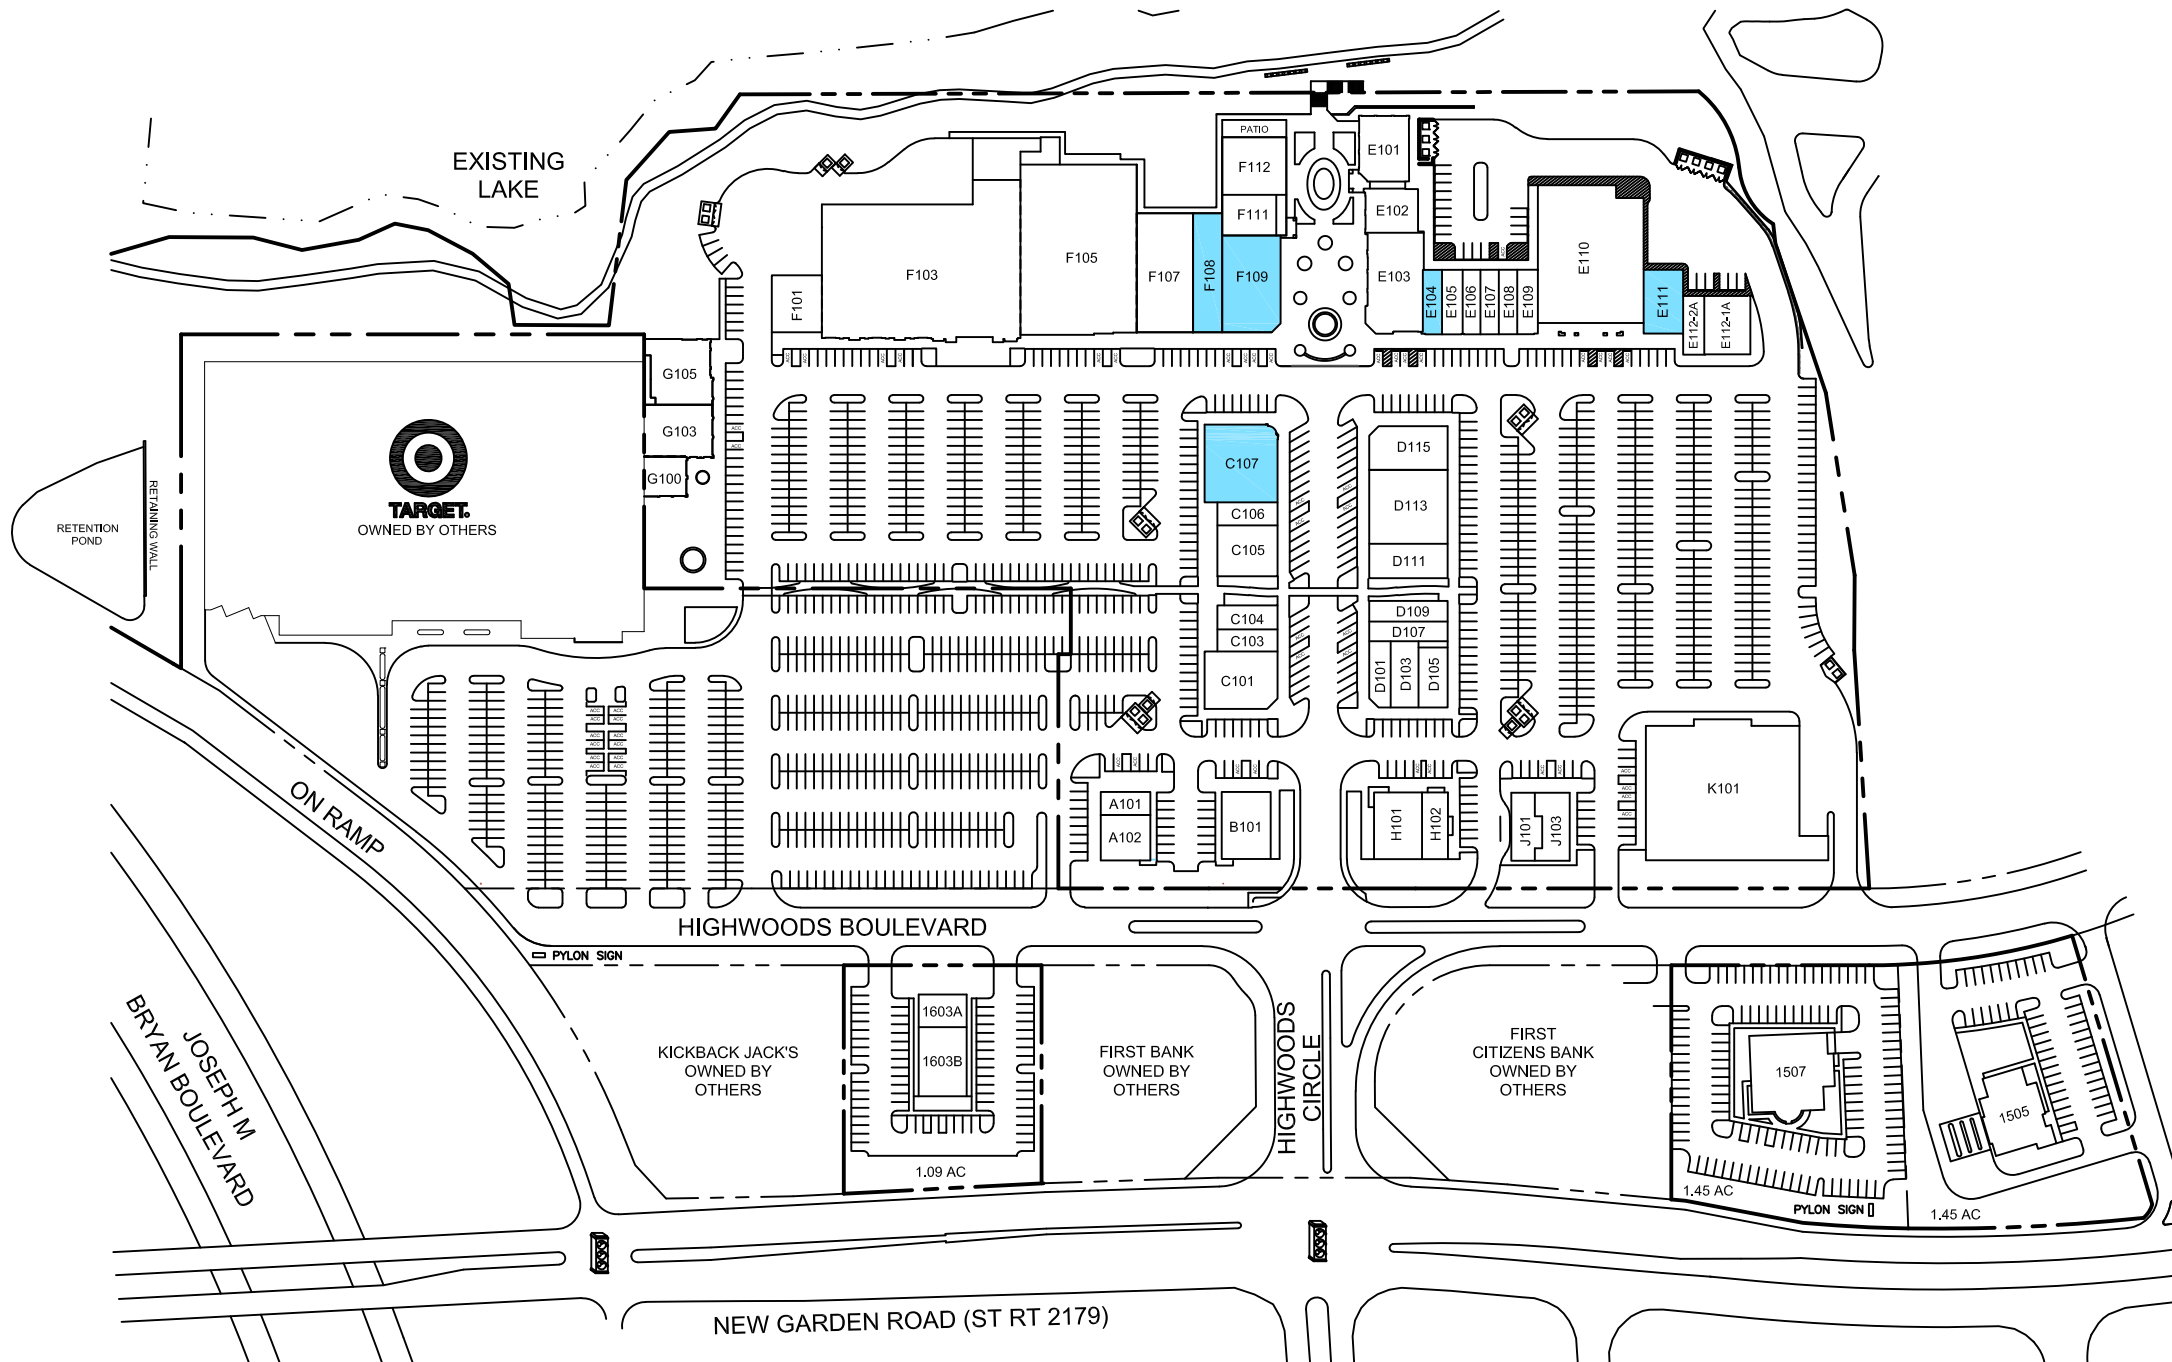 EXISTING
LAKE
PATIO
F112
F111
E101
E102
E103
E104
E105
E106
E107
E108
E109
E110
E111
E112-2A
E112-1A
F101
F103
F105
F107
F108
F109
G105
G103
G100
TARGET.
OWNED BY OTHERS
RETENTION
POND
RETAINING WALL
C107
C106
C105
C104
C103
C101
D115
D113
D111
D109
D107
D101
D103
D105
A101
A102
B101
H101
H102
J101
J103
K101
ON RAMP
HIGHWOODS BOULEVARD
PYLON SIGN
JOSEPH M
BRYAN BOULEVARD
KICKBACK JACK'S
OWNED BY
OTHERS
1603A
1603B
1.09 AC
FIRST BANK
OWNED BY
OTHERS
HIGHWOODS
CIRCLE
FIRST
CITIZENS BANK
OWNED BY
OTHERS
1507
1505
1.45 AC
PYLON SIGN
1.45 AC
NEW GARDEN ROAD (ST RT 2179)